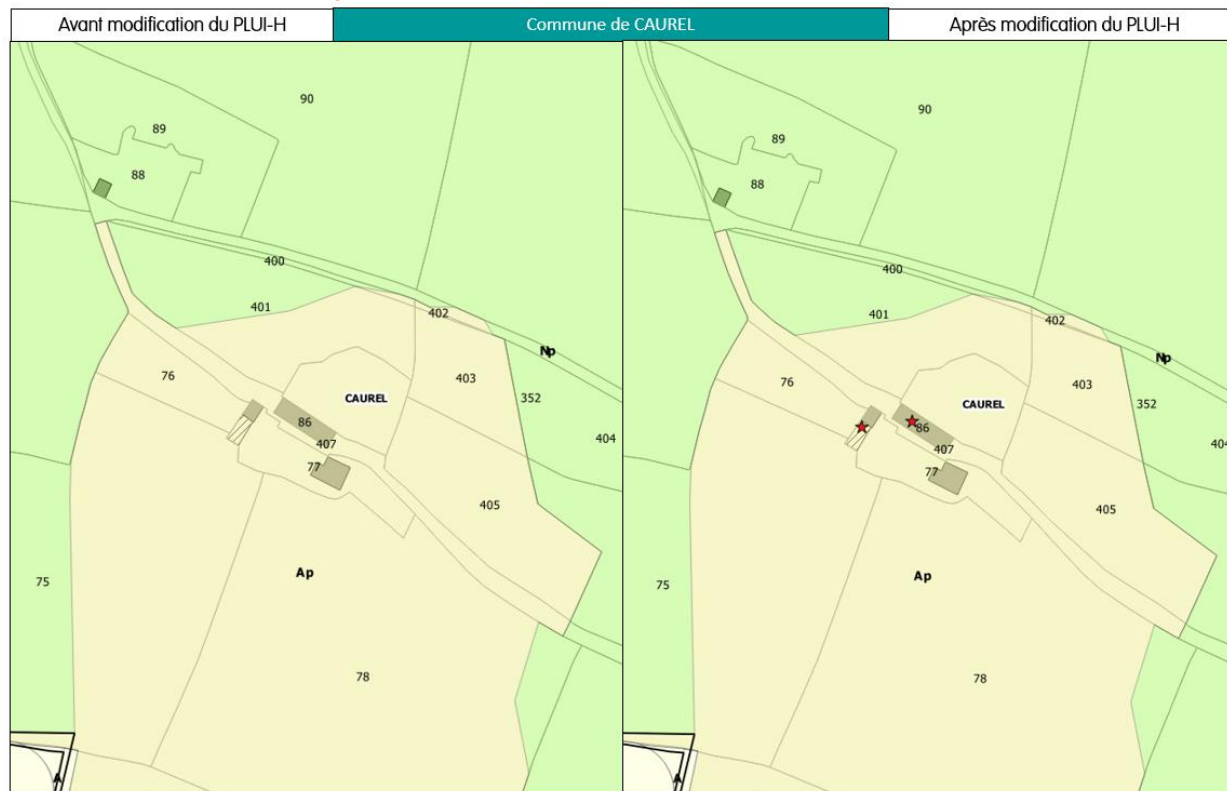 Avant modification du PLUI-H
Commune de CAUREL
Après modification du PLUI-H
90
89
88
400
401
402
Np
76
403
CAUREL
352
86
404
407
77
405
Ap
75
78
A
90
89
88
400
401
402
Np
76
403
CAUREL
352
86
404
407
77
405
Ap
75
78
A